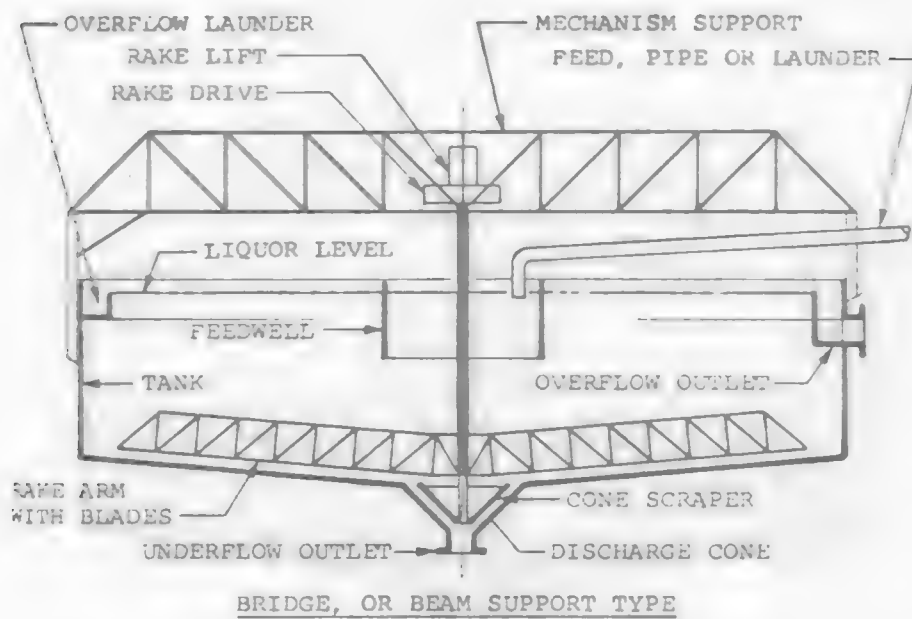 OVERFLOW LAUNDER
MECHANISM SUPPORT
RAKE LIFT
FEED, PIPE OR LAUNDER
RAKE DRIVE
LIQUOR LEVEL
FEEDWELL
TANK
OVERFLOW OUTLET
RAKE ARM
WITH BLADES
CONE SCRAPER
UNDERFLOW OUTLET
DISCHARGE CONE
BRIDGE, OR BEAM SUPPORT TYPE